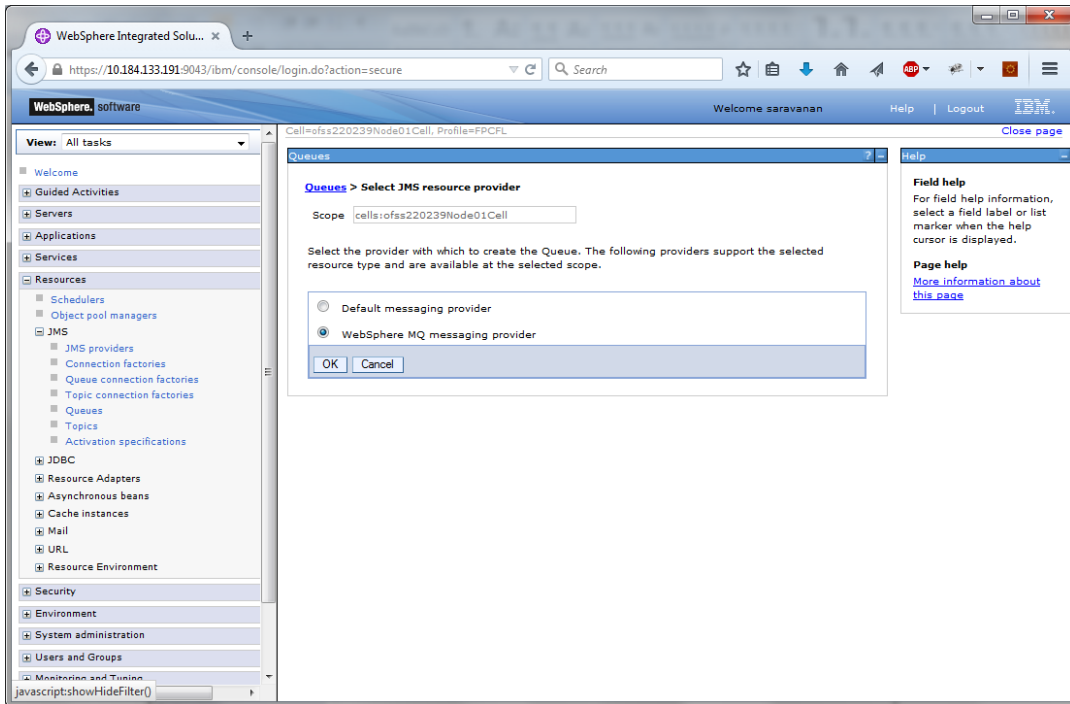 WebSphere Integrated Solu... × +
https://10.184.133.191:9043/ibm/console/login.do?action=secure
Search
ABP
WebSphere. software
Welcome saravanan
Help | Logout
IBM.
Cell=ofss220239Node01Cell, Profile=FPCFL
Close page
View: All tasks
Welcome
Guided Activities
Servers
Applications
Services
Resources
Schedulers
Object pool managers
JMS
JMS providers
Connection factories
Queue connection factories
Topic connection factories
Queues
Topics
Activation specifications
JDBC
Resource Adapters
Asynchronous beans
Cache instances
Mail
URL
Resource Environment
Security
Environment
System administration
Users and Groups
Monitoring and Tuning
javascript:showHideFilter()
Queues ? -
Queues > Select JMS resource provider
Scope cells:ofss220239Node01Cell
Select the provider with which to create the Queue. The following providers support the selected
resource type and are available at the selected scope.
Default messaging provider
WebSphere MQ messaging provider
OK Cancel
Help -
Field help
For field help information,
select a field label or list
marker when the help
cursor is displayed.
Page help
More information about
this page